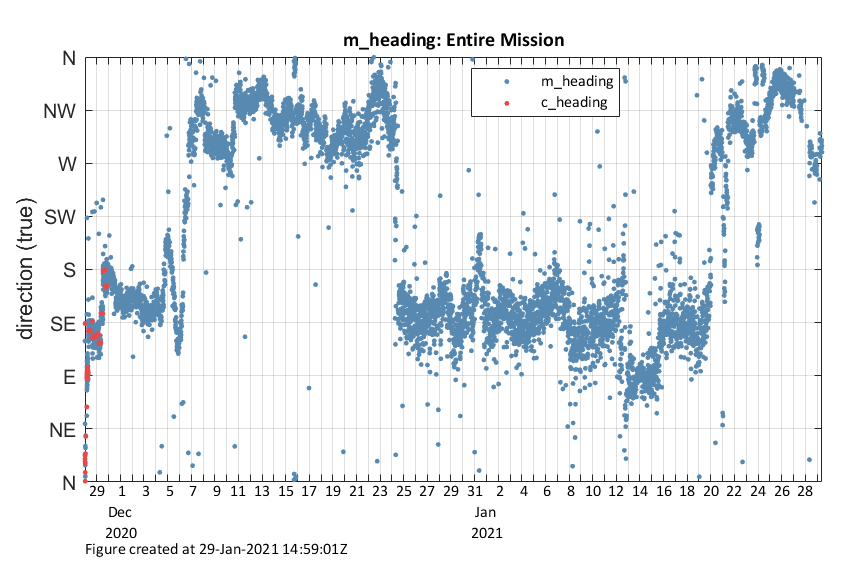 m_heading: Entire Mission
m_heading
c_heading
direction (true)
N
NW
W
SW
S
SE
E
NE
N
29 1 3 5 7 9 11 13 15 17 19 21 23 25 27 29 31 2 4 6 8 10 12 14 16 18 20 22 24 26 28
Dec Jan
2020 2021
Figure created at 29-Jan-2021 14:59:01Z